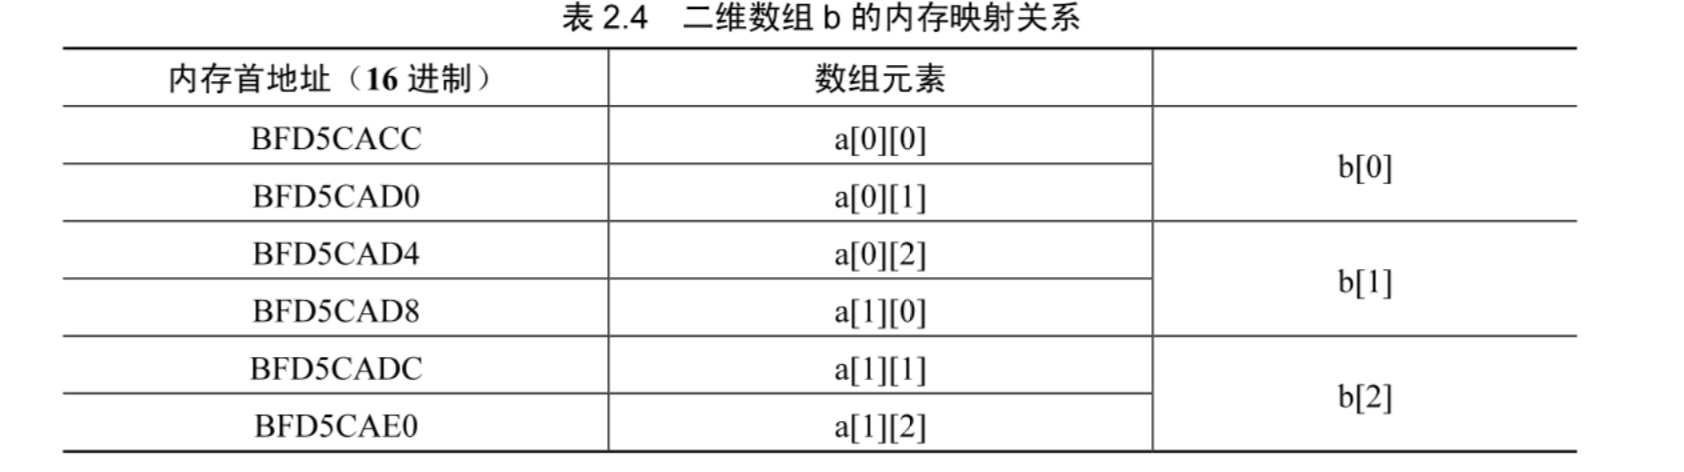 表 2.4 二维数组 b 的内存映射关系
内存首地址（16 进制） 数组元素
BFD5CACC a[0][0] b[0]
BFD5CAD0 a[0][1]
BFD5CAD4 a[0][2] b[1]
BFD5CAD8 a[1][0]
BFD5CADC a[1][1] b[2]
BFD5CAE0 a[1][2]